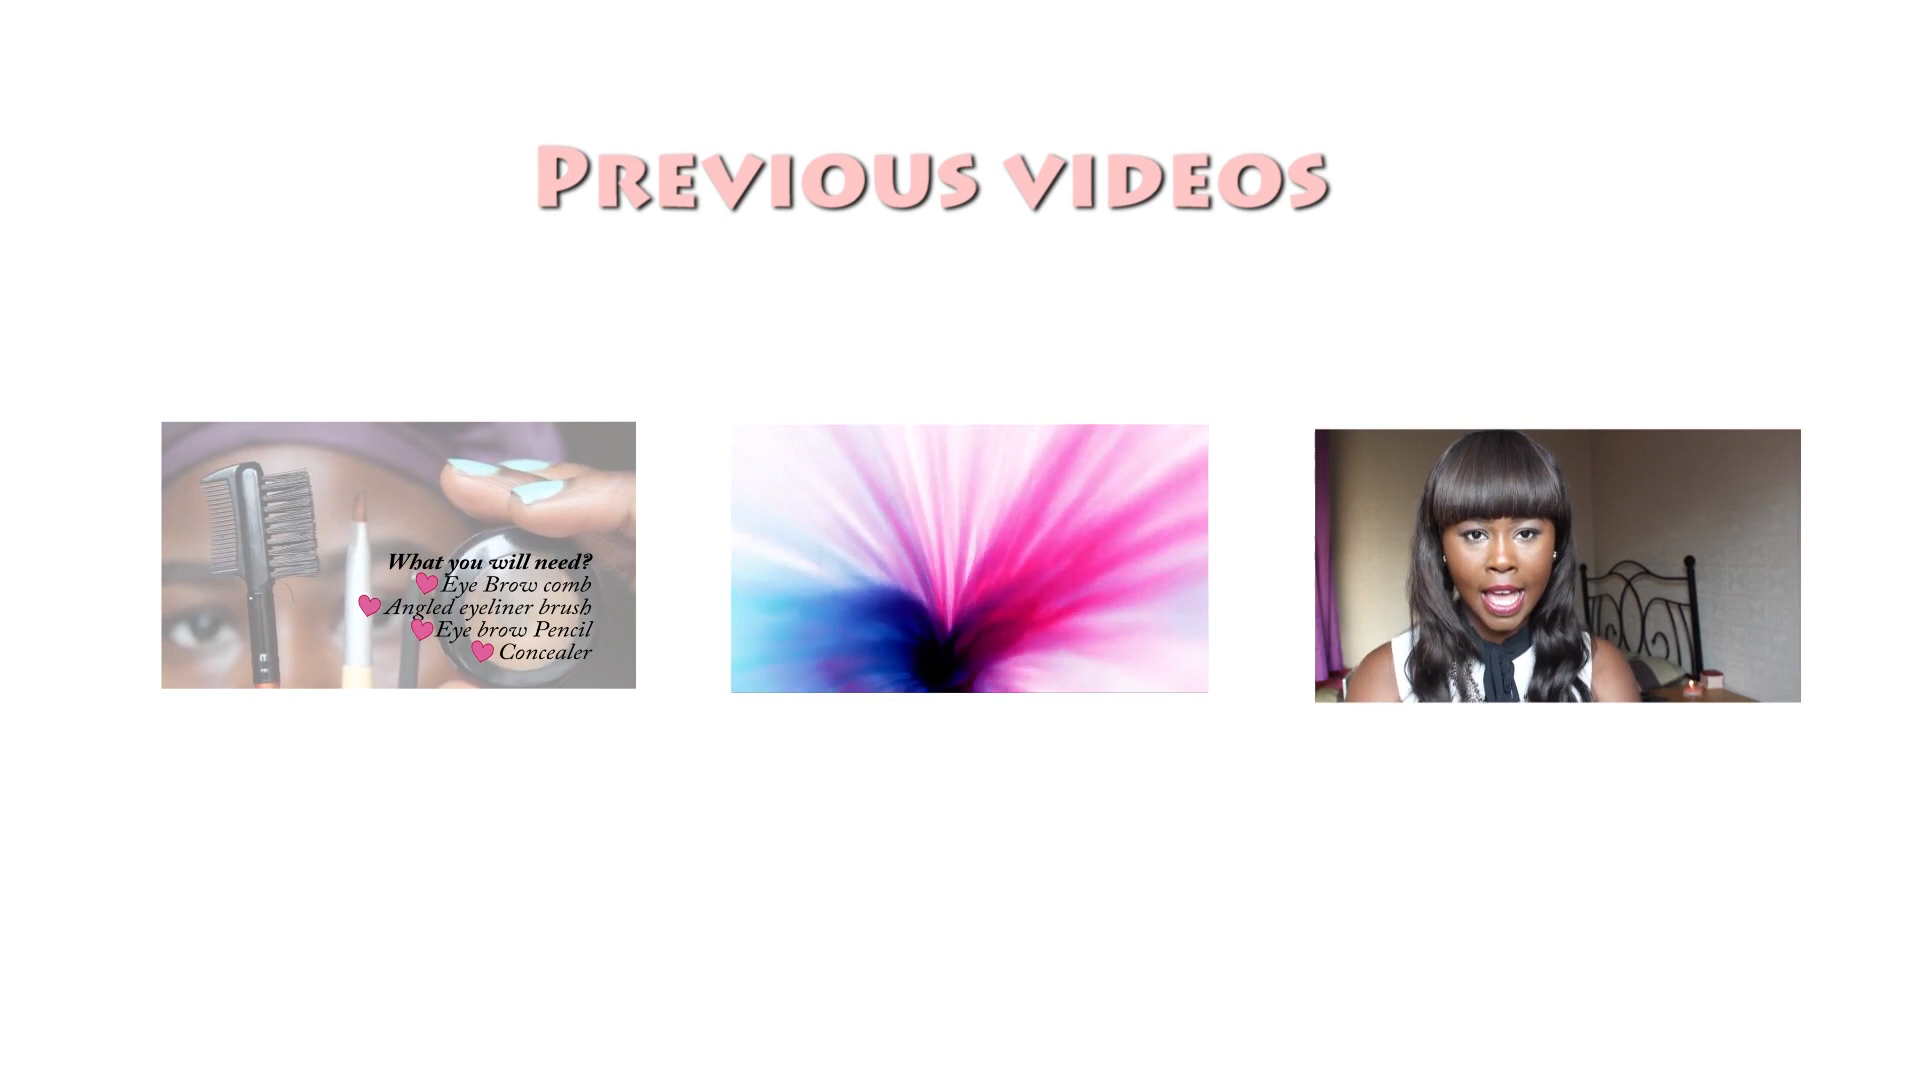 Previous videos
What you will need?
Eye Brow comb
Angled eyeliner brush
Eye brow Pencil
Concealer